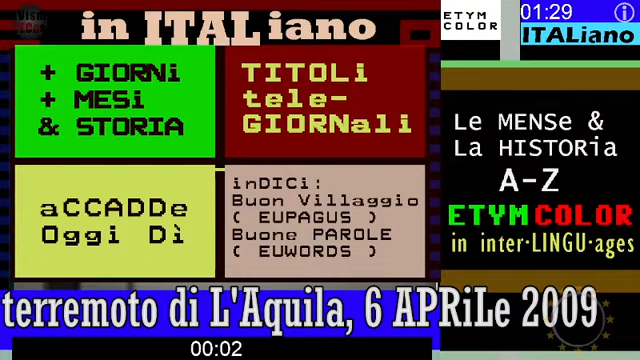 in ITALiano
+ GIORNi
+ MESi
& STORIA
TITOLi
tele-
GIORNali
aCCADDe
Oggi Dì
inDICi:
Buon Villaggio
( EUPAGUS )
Buone PAROLE
( EUWORDS )
ETYM
COLOR
01:29
ITALiano
Le MENSe &
La HISTORia
A-Z
ETYMCOLOR
in inter·LINGU·ages
terremoto di L'Aquila, 6 APRiLe 2009
00:02